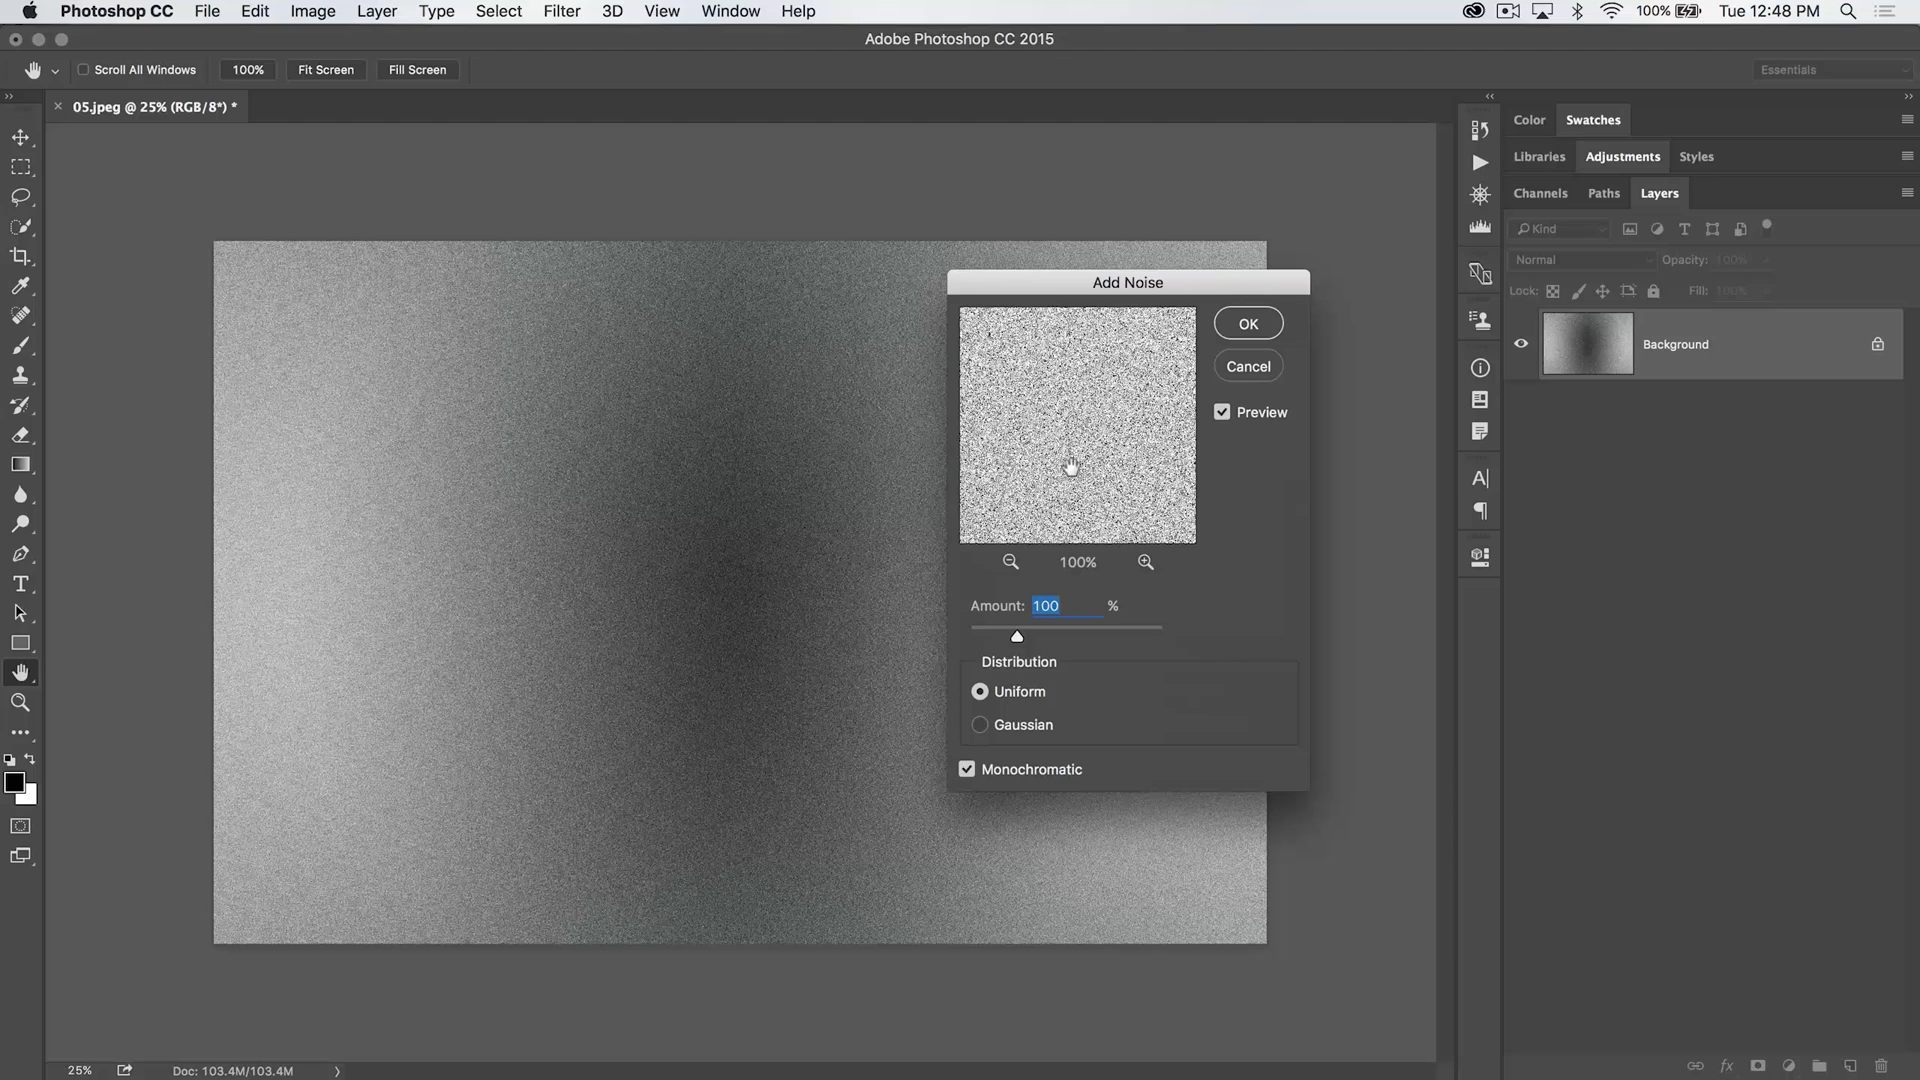 Photoshop CC File Edit Image Layer Type Select Filter 3D View Window Help 100% Tue 12:48 PM
Adobe Photoshop CC 2015
Scroll All Windows 100% Fit Screen Fill Screen Essentials
05.jpeg @ 25% (RGB/8*) *
Color Swatches
Libraries Adjustments Styles
Channels Paths Layers
Kind
Normal Opacity: 100%
Lock: Fill: 100%
Background
Add Noise
OK
Cancel
Preview
100%
Amount: 100 %
Distribution
Uniform
Gaussian
Monochromatic
25% Doc: 103.4M/103.4M